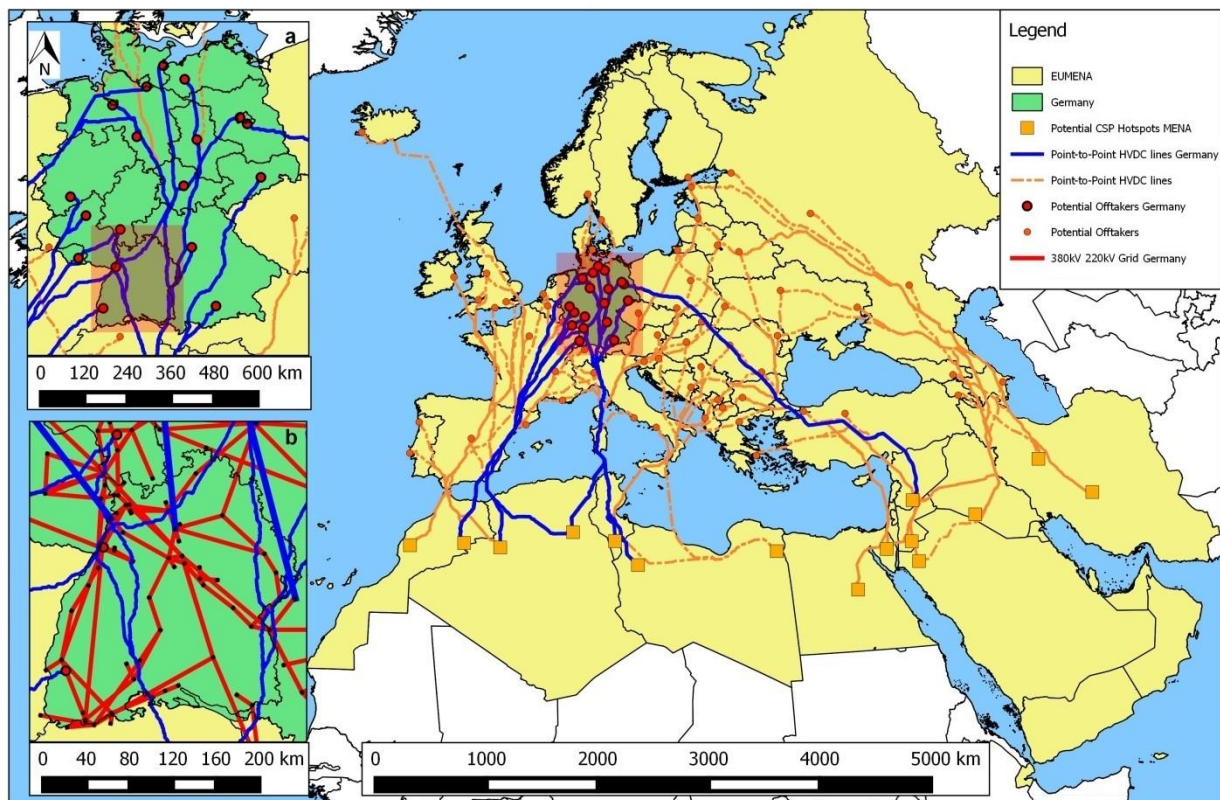 a
N
0 120 240 360 480 600 km
b
0 40 80 120 160 200 km
0 1000 2000 3000 4000 5000 km
Legend
EUMENA
Germany
Potential CSP Hotspots MENA
Point-to-Point HVDC lines Germany
Point-to-Point HVDC lines
Potential Offtakers Germany
Potential Offtakers
380kV 220kV Grid Germany